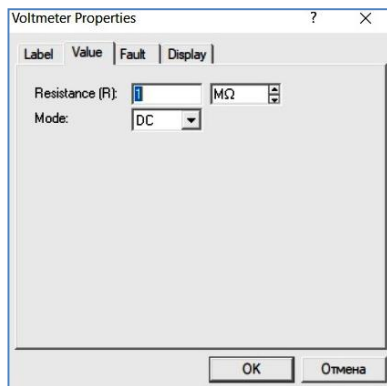 Voltmeter Properties ? ×
Label Value Fault Display
Resistance (R): 1 MΩ
Mode: DC
OK Отмена